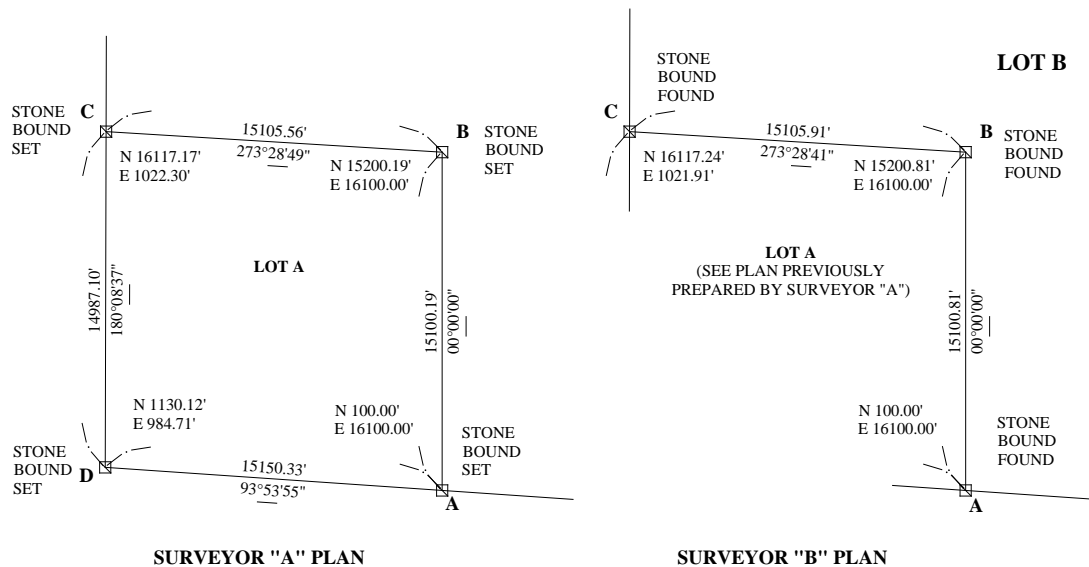 C
STONE
BOUND
SET
15105.56'
273°28'49"
B
STONE
BOUND
SET
N 16117.17'
E 1022.30'
N 15200.19'
E 16100.00'
LOT A
14987.10'
180°08'37"
15100.19'
00°00'00"
N 1130.12'
E 984.71'
N 100.00'
E 16100.00'
STONE
BOUND
SET
D
15150.33'
93°53'55"
STONE
BOUND
SET
A
SURVEYOR "A" PLAN
LOT B
STONE
BOUND
FOUND
C
15105.91'
273°28'41"
B
STONE
BOUND
FOUND
N 16117.24'
E 1021.91'
N 15200.81'
E 16100.00'
LOT A
(SEE PLAN PREVIOUSLY
PREPARED BY SURVEYOR "A")
15100.81'
00°00'00"
N 100.00'
E 16100.00'
STONE
BOUND
FOUND
A
SURVEYOR "B" PLAN